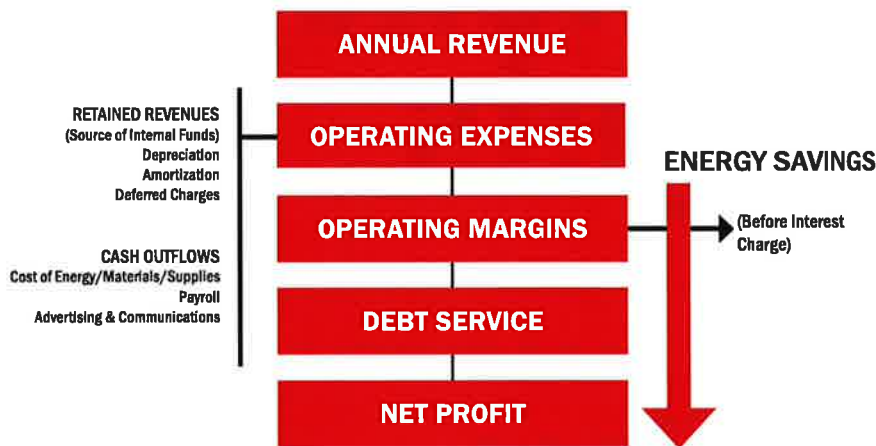 ANNUAL REVENUE
RETAINED REVENUES
(Source of Internal Funds)
Depreciation
Amortization
Deferred Charges
OPERATING EXPENSES
ENERGY SAVINGS
OPERATING MARGINS
(Before Interest
Charge)
CASH OUTFLOWS
Cost of Energy/Materials/Supplies
Payroll
Advertising & Communications
DEBT SERVICE
NET PROFIT